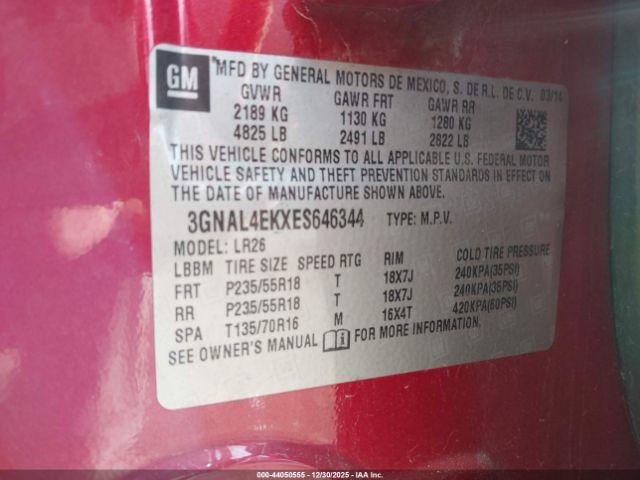 GM
*MFD BY GENERAL MOTORS DE MEXICO, S. DE R.L. DE C.V. 03/14
GVWR GAWR FRT GAWR RR
2189 KG 1130 KG 1280 KG
4825 LB 2491 LB 2822 LB
THIS VEHICLE CONFORMS TO ALL APPLICABLE U.S. FEDERAL MOTOR
VEHICLE SAFETY AND THEFT PREVENTION STANDARDS IN EFFECT ON
THE DATE OF MANUFACTURE SHOWN ABOVE.
3GNAL4EKXES646344 TYPE: M.P.V.
MODEL: LR26
LBBM TIRE SIZE SPEED RTG RIM COLD TIRE PRESSURE
FRT P235/55R18 T 18X7J 240KPA(35PSI)
RR P235/55R18 T 18X7J 240KPA(35PSI)
SPA T135/70R16 M 16X4T 420KPA(60PSI)
SEE OWNER'S MANUAL FOR MORE INFORMATION.
000-44050555 - 12/30/2025 - IAA Inc.